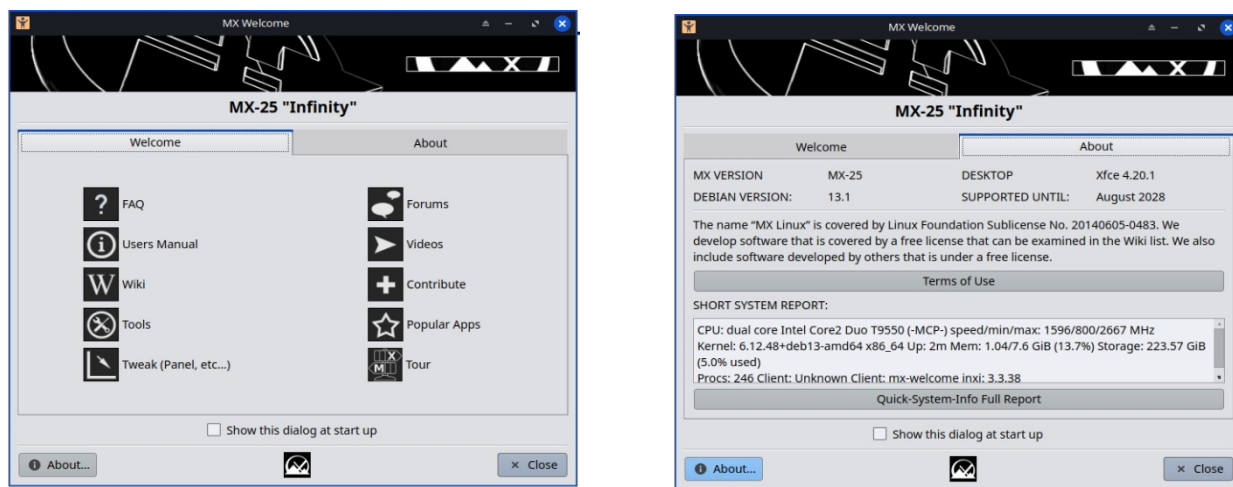 MX Welcome
MX-25 "Infinity"
Welcome About
? FAQ
Forums
Users Manual
Videos
W Wiki
Contribute
Tools
Popular Apps
Tweak (Panel, etc...)
Tour
Show this dialog at start up
About... Close
MX Welcome
MX-25 "Infinity"
Welcome About
MX VERSION MX-25 DESKTOP Xfce 4.20.1
DEBIAN VERSION: 13.1 SUPPORTED UNTIL: August 2028
The name “MX Linux” is covered by Linux Foundation Sublicense No. 20140605-0483. We
develop software that is covered by a free license that can be examined in the Wiki list. We also
include software developed by others that is under a free license.
Terms of Use
SHORT SYSTEM REPORT:
CPU: dual core Intel Core2 Duo T9550 (-MCP-) speed/min/max: 1596/800/2667 MHz
Kernel: 6.12.48+deb13-amd64 x86_64 Up: 2m Mem: 1.04/7.6 GiB (13.7%) Storage: 223.57 GiB
(5.0% used)
Procs: 246 Client: Unknown Client: mx-welcome inxi: 3.3.38
Quick-System-Info Full Report
Show this dialog at start up
About... Close